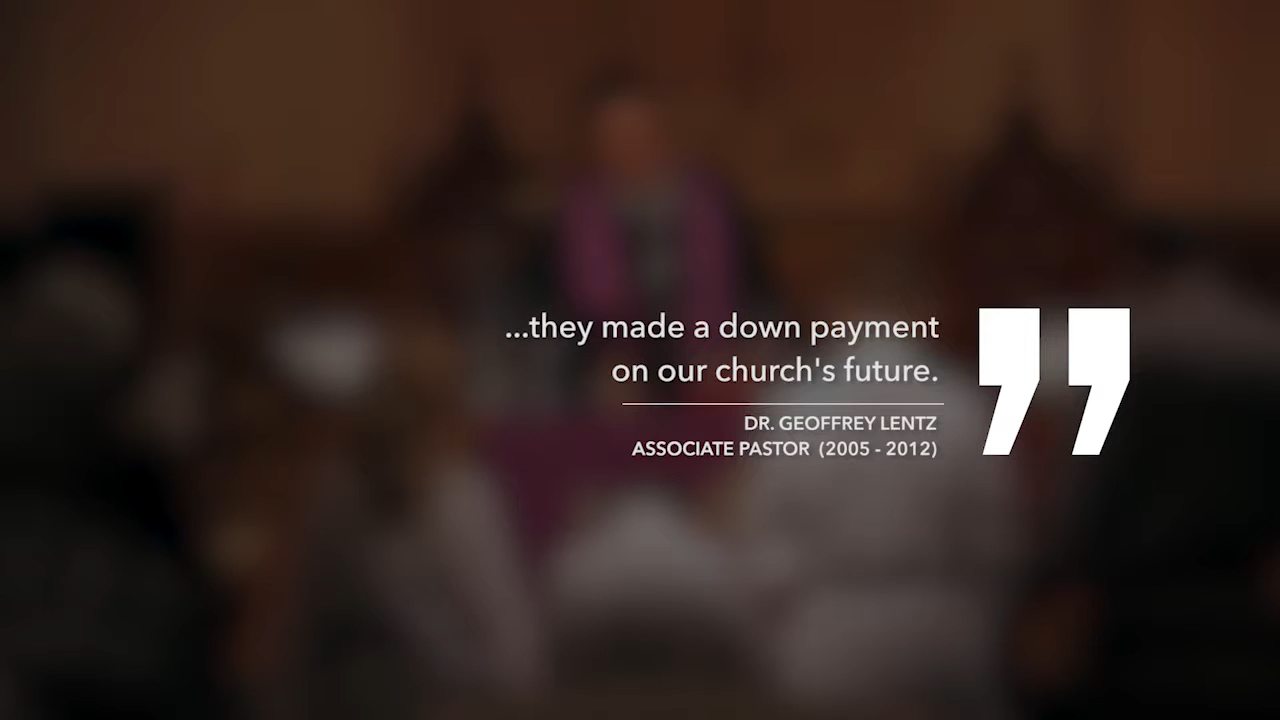 ...they made a down payment
on our church's future.
DR. GEOFFREY LENTZ
ASSOCIATE PASTOR (2005 - 2012)
”